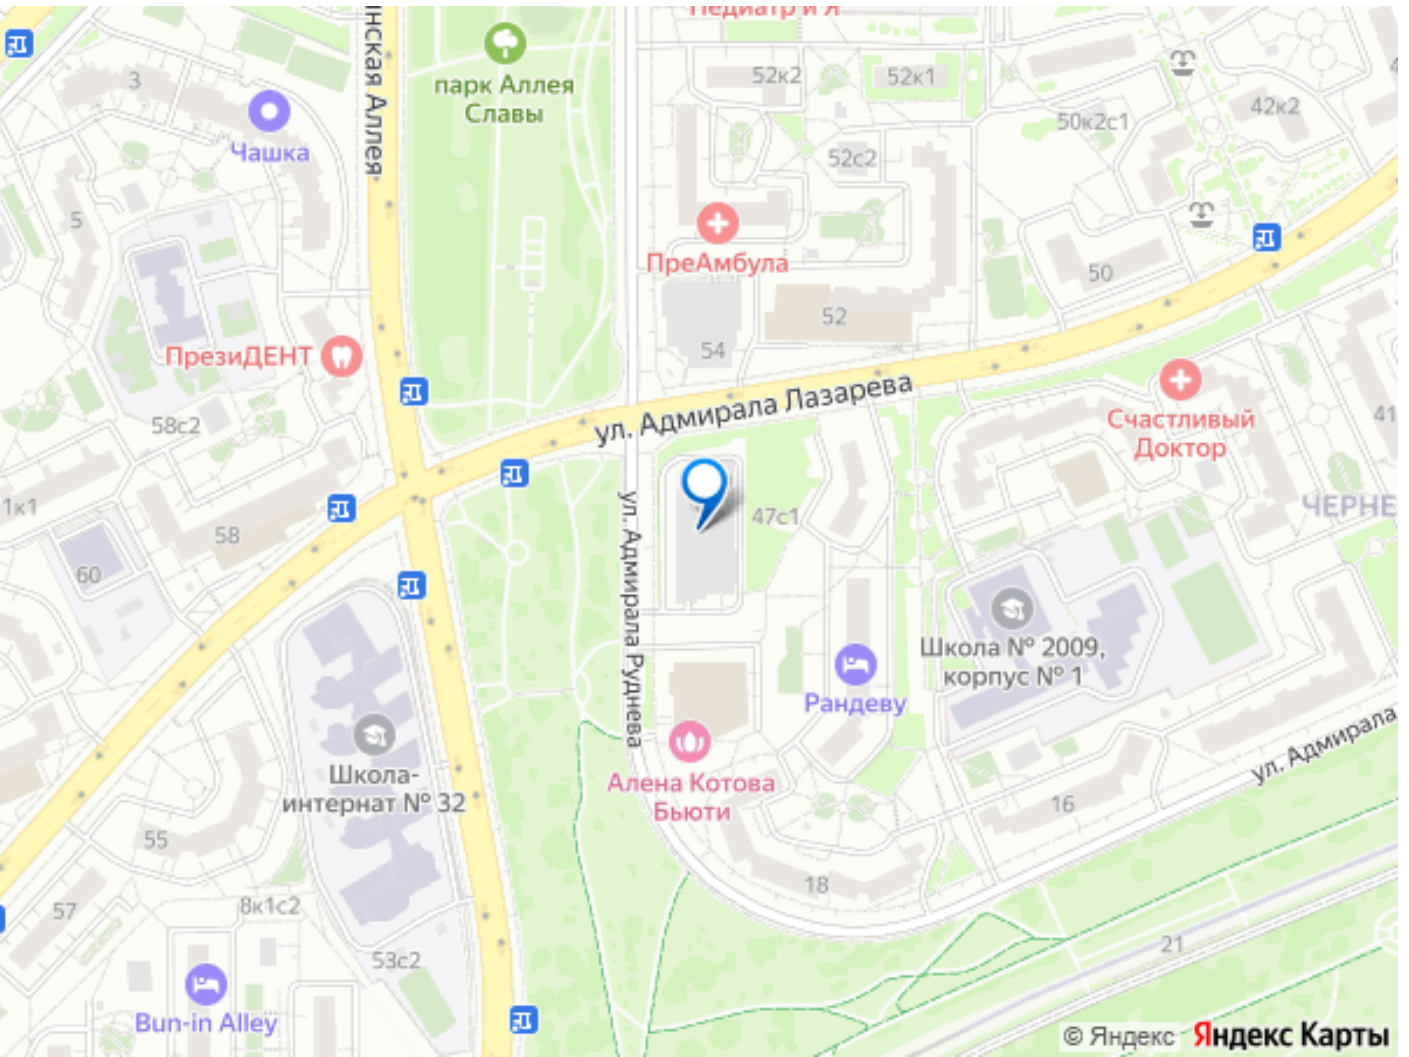 Педиатр и Я
нская Аллея
парк Аллея
Славы
3
Чашка
52к2
52к1
42к2
50к2с1
52с2
5
ПреАмбула
50
52
54
ПрезиДЕНТ
58с2
ул. Адмирала Лазарева
Счастливый
Доктор
41
1к1
58
60
47с1
ЧЕРНЕ
ул. Адмирала Руднева
Школа № 2009,
корпус № 1
Рандеву
Школа-
интернат № 32
Алена Котова
Бьюти
ул. Адмирала
16
55
18
57
8к1с2
53с2
21
Bun-in Alley
© Яндекс Яндекс Карты